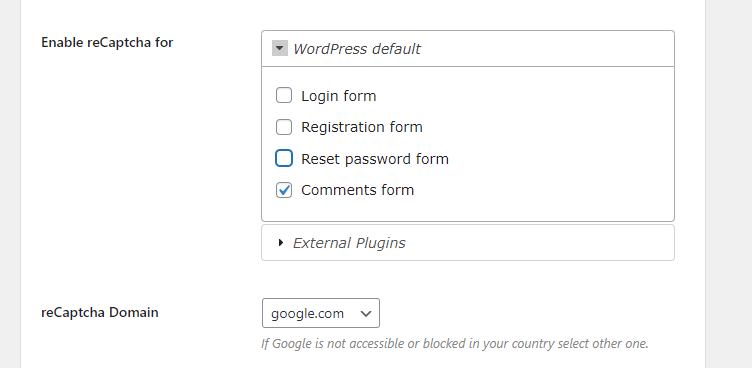 Enable reCaptcha for
WordPress default
Login form
Registration form
Reset password form
Comments form
External Plugins
reCaptcha Domain
google.com
If Google is not accessible or blocked in your country select other one.